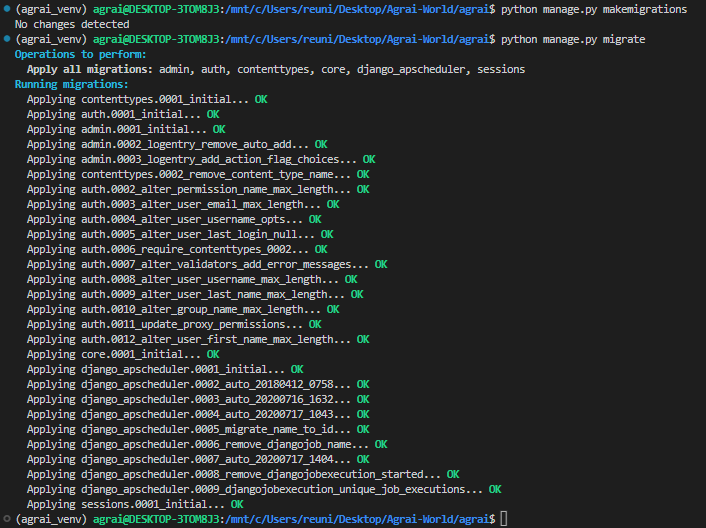 (agrai_venv) agrai@DESKTOP-3TOM8J3:/mnt/c/Users/reuni/Desktop/Agrai-World/agrai$ python manage.py makemigrations
No changes detected
(agrai_venv) agrai@DESKTOP-3TOM8J3:/mnt/c/Users/reuni/Desktop/Agrai-World/agrai$ python manage.py migrate
Operations to perform:
  Apply all migrations: admin, auth, contenttypes, core, django_apscheduler, sessions
Running migrations:
  Applying contenttypes.0001_initial... OK
  Applying auth.0001_initial... OK
  Applying admin.0001_initial... OK
  Applying admin.0002_logentry_remove_auto_add... OK
  Applying admin.0003_logentry_add_action_flag_choices... OK
  Applying contenttypes.0002_remove_content_type_name... OK
  Applying auth.0002_alter_permission_name_max_length... OK
  Applying auth.0003_alter_user_email_max_length... OK
  Applying auth.0004_alter_user_username_opts... OK
  Applying auth.0005_alter_user_last_login_null... OK
  Applying auth.0006_require_contenttypes_0002... OK
  Applying auth.0007_alter_validators_add_error_messages... OK
  Applying auth.0008_alter_user_username_max_length... OK
  Applying auth.0009_alter_user_last_name_max_length... OK
  Applying auth.0010_alter_group_name_max_length... OK
  Applying auth.0011_update_proxy_permissions... OK
  Applying auth.0012_alter_user_first_name_max_length... OK
  Applying core.0001_initial... OK
  Applying django_apscheduler.0001_initial... OK
  Applying django_apscheduler.0002_auto_20180412_0758... OK
  Applying django_apscheduler.0003_auto_20200716_1632... OK
  Applying django_apscheduler.0004_auto_20200717_1043... OK
  Applying django_apscheduler.0005_migrate_name_to_id... OK
  Applying django_apscheduler.0006_remove_djangojob_name... OK
  Applying django_apscheduler.0007_auto_20200717_1404... OK
  Applying django_apscheduler.0008_remove_djangojobexecution_started... OK
  Applying django_apscheduler.0009_djangojobexecution_unique_job_executions... OK
  Applying sessions.0001_initial... OK
(agrai_venv) agrai@DESKTOP-3TOM8J3:/mnt/c/Users/reuni/Desktop/Agrai-World/agrai$